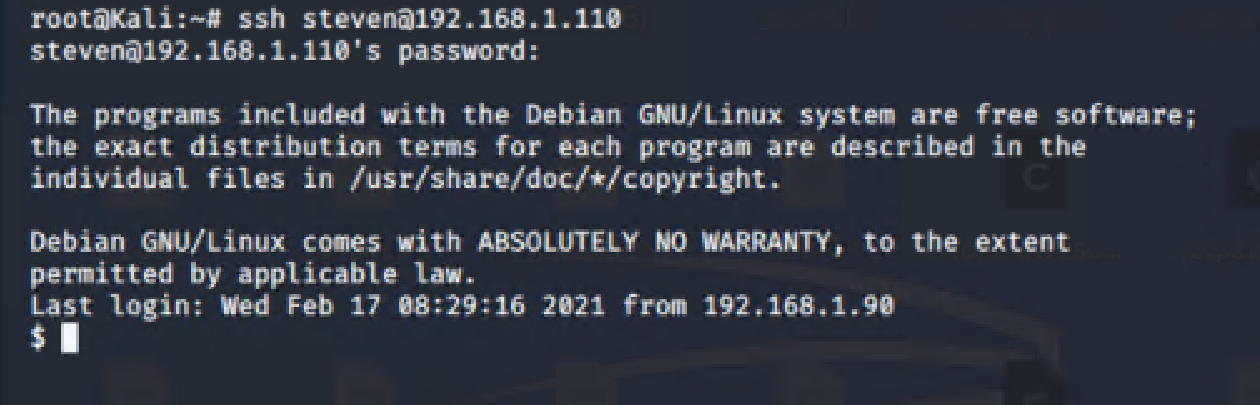 root@Kali:~# ssh steven@192.168.1.110
steven@192.168.1.110's password:
The programs included with the Debian GNU/Linux system are free software;
the exact distribution terms for each program are described in the
individual files in /usr/share/doc/*/copyright.
Debian GNU/Linux comes with ABSOLUTELY NO WARRANTY, to the extent
permitted by applicable law.
Last login: Wed Feb 17 08:29:16 2021 from 192.168.1.90
$